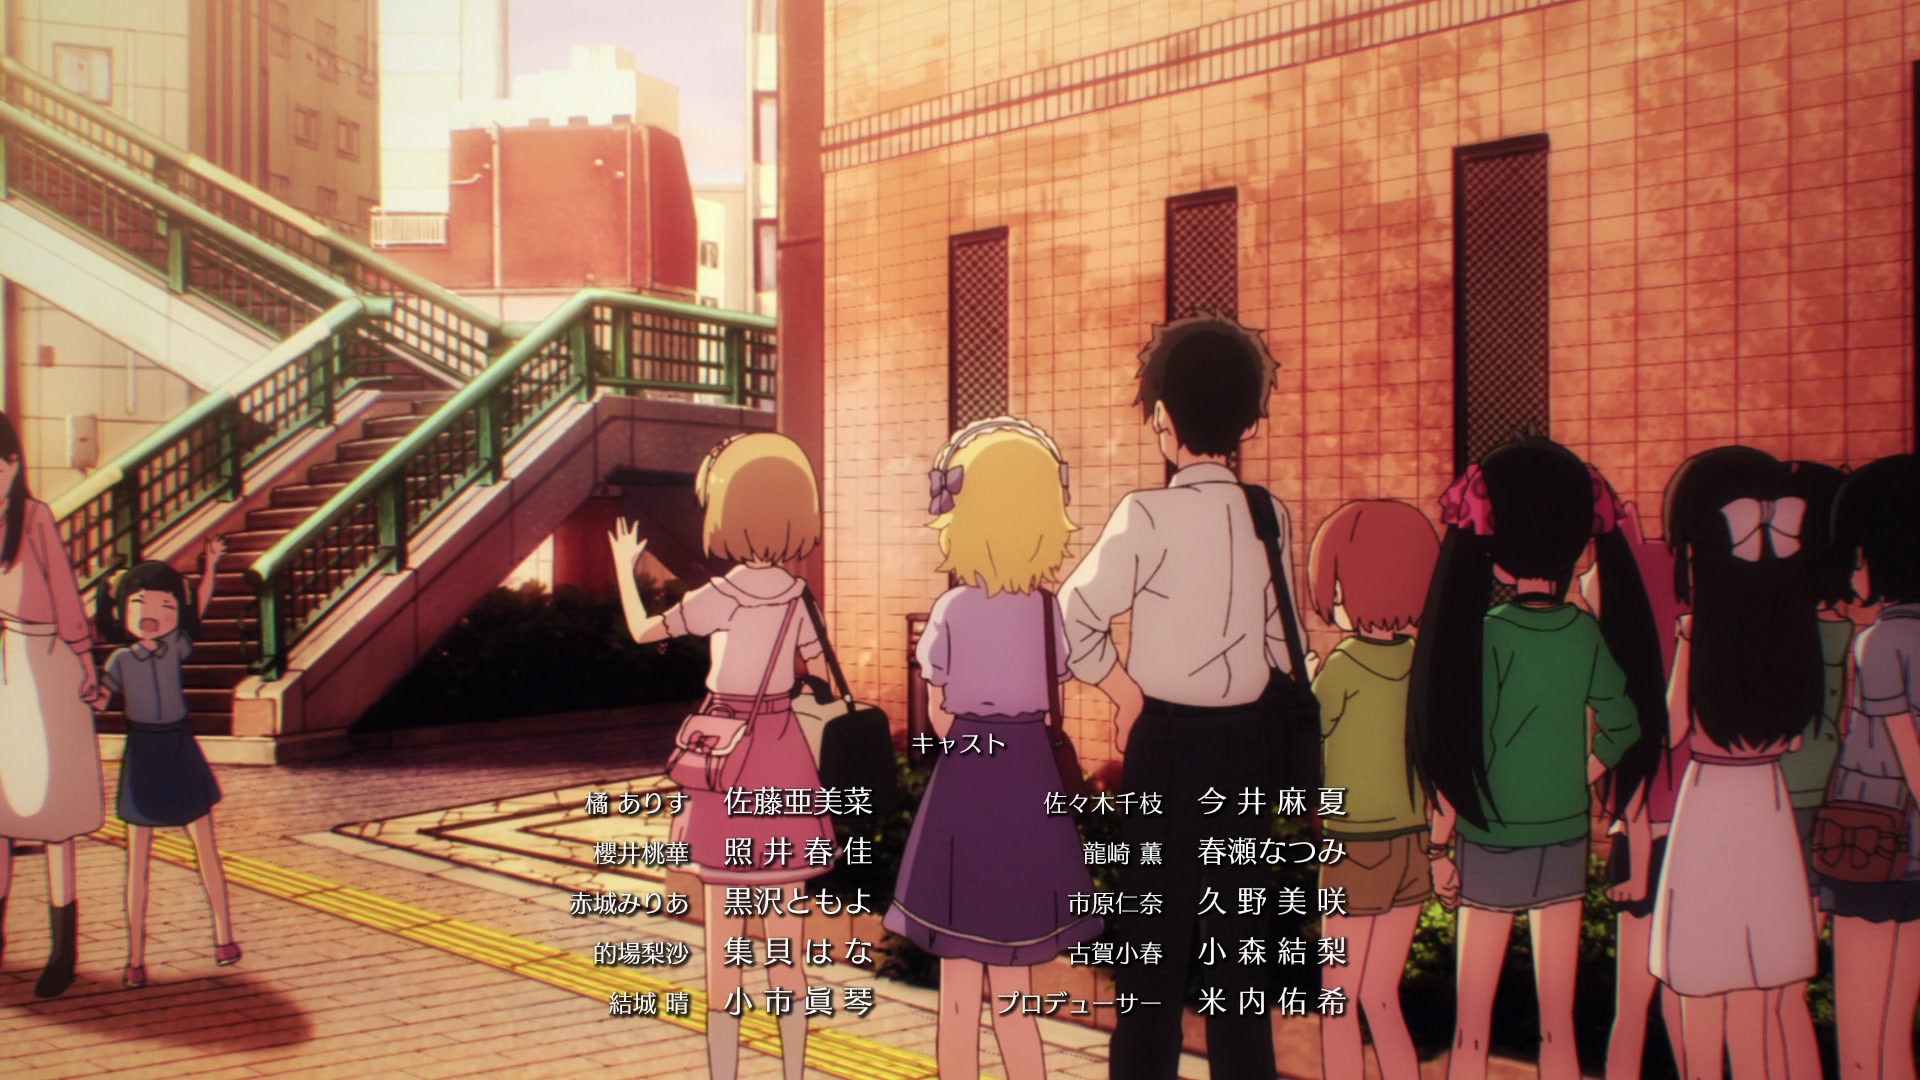 キャスト
橘 ありす 佐藤亜美菜
櫻井桃華 照井春佳
赤城みりあ 黒沢ともよ
的場梨沙 集貝はな
結城 晴 小市眞琴
佐々木千枝 今井麻夏
龍崎 薫 春瀬なつみ
市原仁奈 久野美咲
古賀小春 小森結梨
プロデューサー 米内佑希